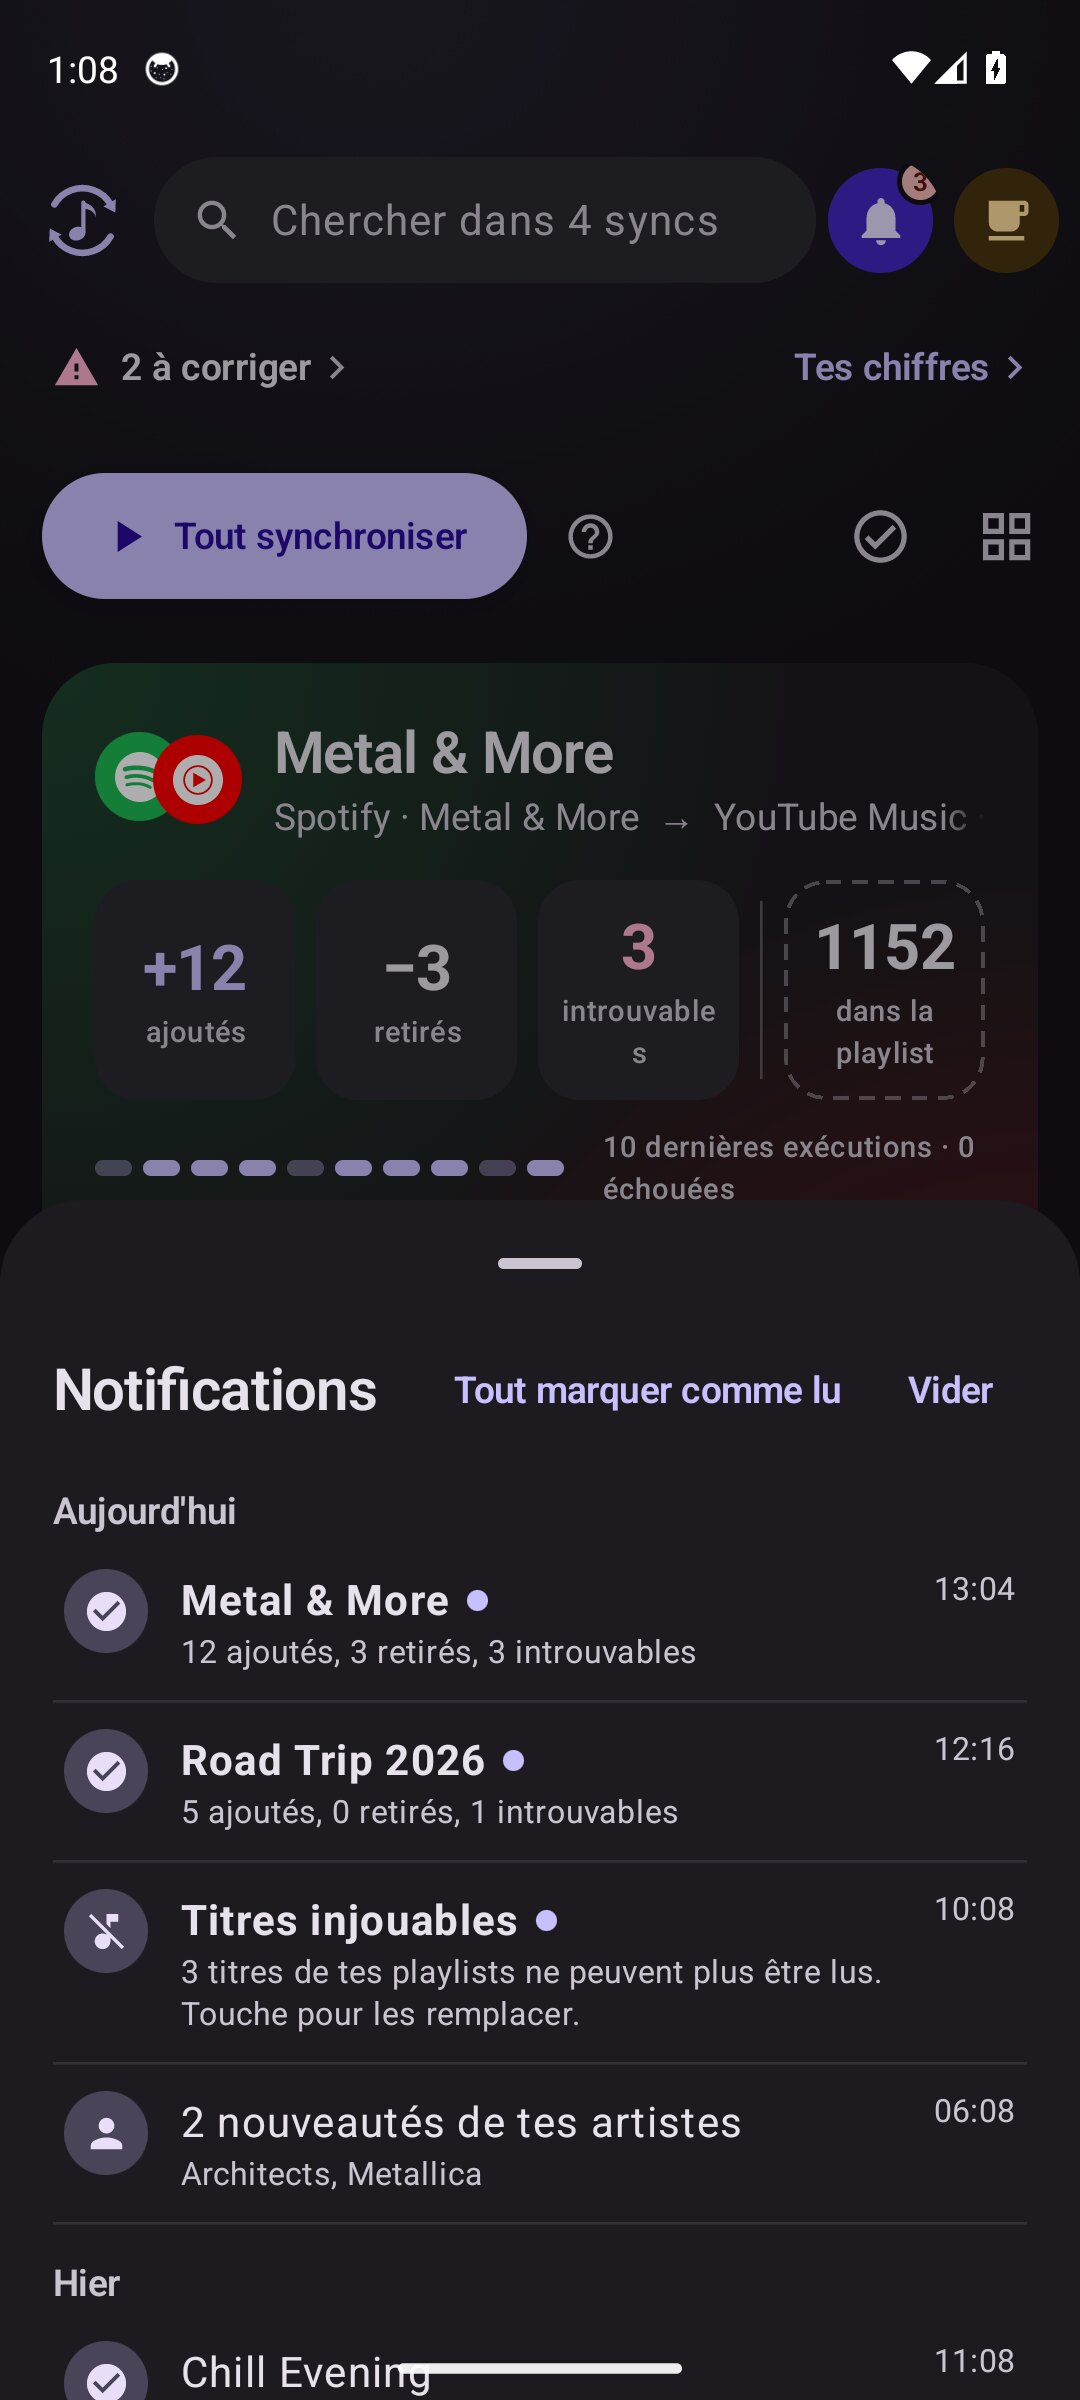 1:08
Chercher dans 4 syncs
3
2 à corriger
Tes chiffres
Tout synchroniser
Metal & More
Spotify · Metal & More → YouTube Music
+12
ajoutés
−3
retirés
3
introuvable
s
1152
dans la
playlist
10 dernières exécutions · 0
échouées
Notifications
Tout marquer comme lu
Vider
Aujourd'hui
Metal & More
13:04
12 ajoutés, 3 retirés, 3 introuvables
Road Trip 2026
12:16
5 ajoutés, 0 retirés, 1 introuvables
Titres injouables
10:08
3 titres de tes playlists ne peuvent plus être lus.
Touche pour les remplacer.
2 nouveautés de tes artistes
06:08
Architects, Metallica
Hier
Chill Evening
11:08